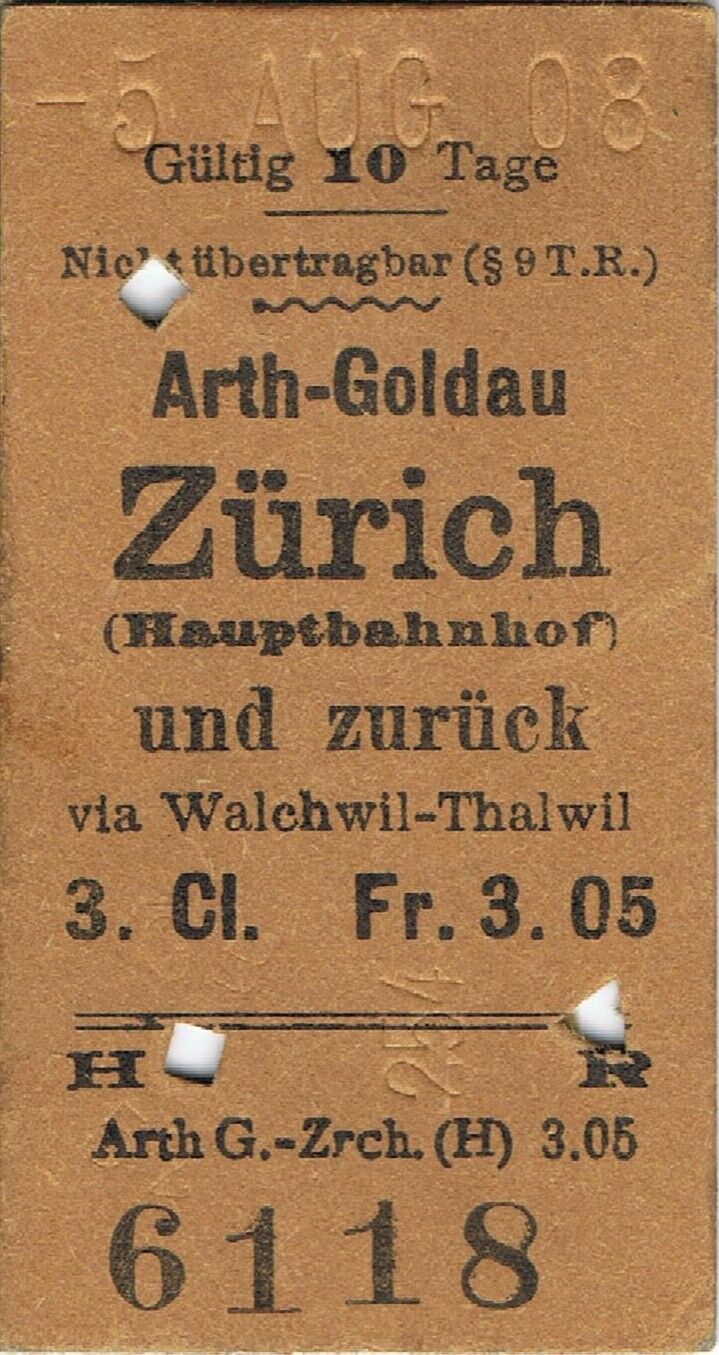 -5 AUG 08
Gültig 10 Tage
Nicht übertragbar (§ 9 T.R.)
Arth-Goldau
Zürich
(Hauptbahnhof)
und zurück
via Walchwil-Thalwil
3. Cl. Fr. 3.05
H R
Arth G.-Zrch. (H) 3.05
6118